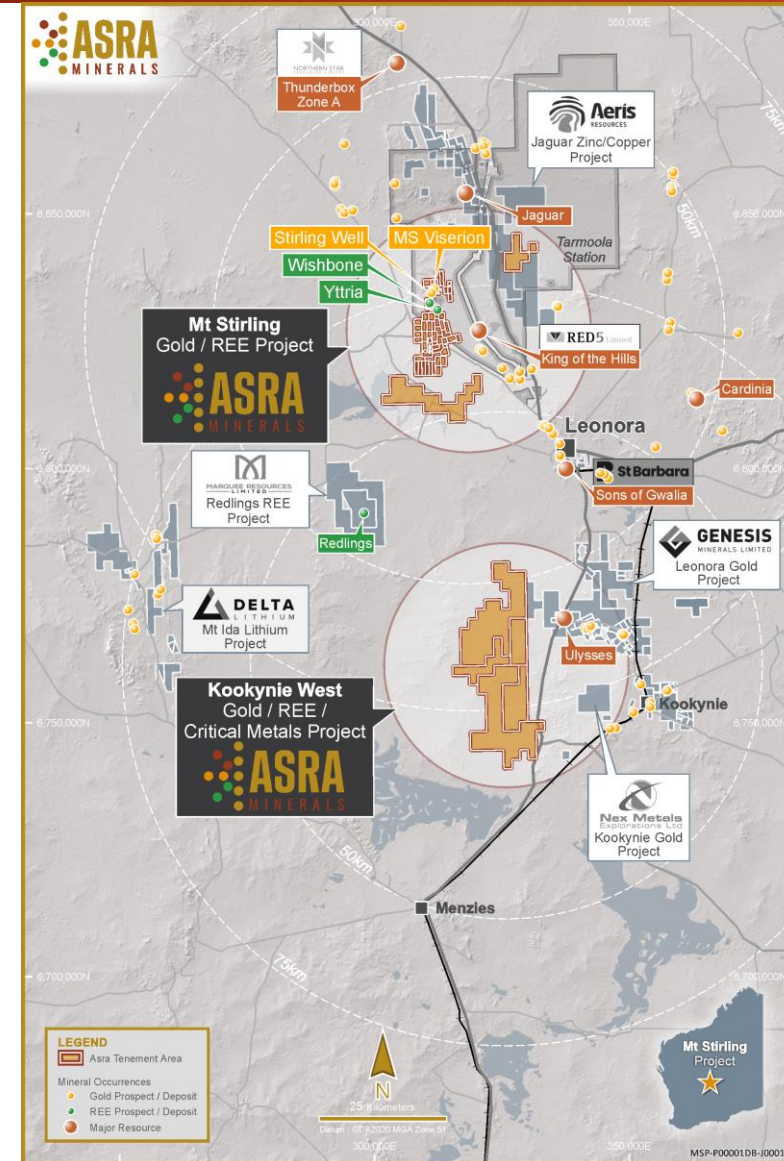 ASRA
MINERALS
300,000E
350,000E
NORTHERN STAR
Thunderbox
Zone A
Aeris
RESOURCES
Jaguar Zinc/Copper
Project
75km
50km
6,850,000N
6,850,000N
Jaguar
Stirling Well
MS Viserion
Tarmoola
Station
Wishbone
Yttria
Mt Stirling
Gold / REE Project
ASRA
MINERALS
RED5 Limited
King of the Hills
Cardinia
Leonora
St Barbara
Sons of Gwalia
MARQUEE RESOURCES
LIMITED
Redlings REE
Project
Redlings
GENESIS
MINERALS LIMITED
Leonora Gold
Project
DELTA
LITHIUM
Mt Ida Lithium
Project
Ulysses
Kookynie West
Gold / REE /
Critical Metals Project
ASRA
MINERALS
6,750,000N
Kookynie
Nex Metals
Explorations Ltd
Kookynie Gold
Project
50km
Menzies
75km
6,700,000N
6,700,000N
LEGEND
Asra Tenement Area
Mineral Occurrences
Gold Prospect / Deposit
REE Prospect / Deposit
Major Resource
N
25 Kilometers
Datum : GDA2020 MGA Zone 51
300,000E
350,000E
Mt Stirling
Project
MSP-P00001DB-J0001